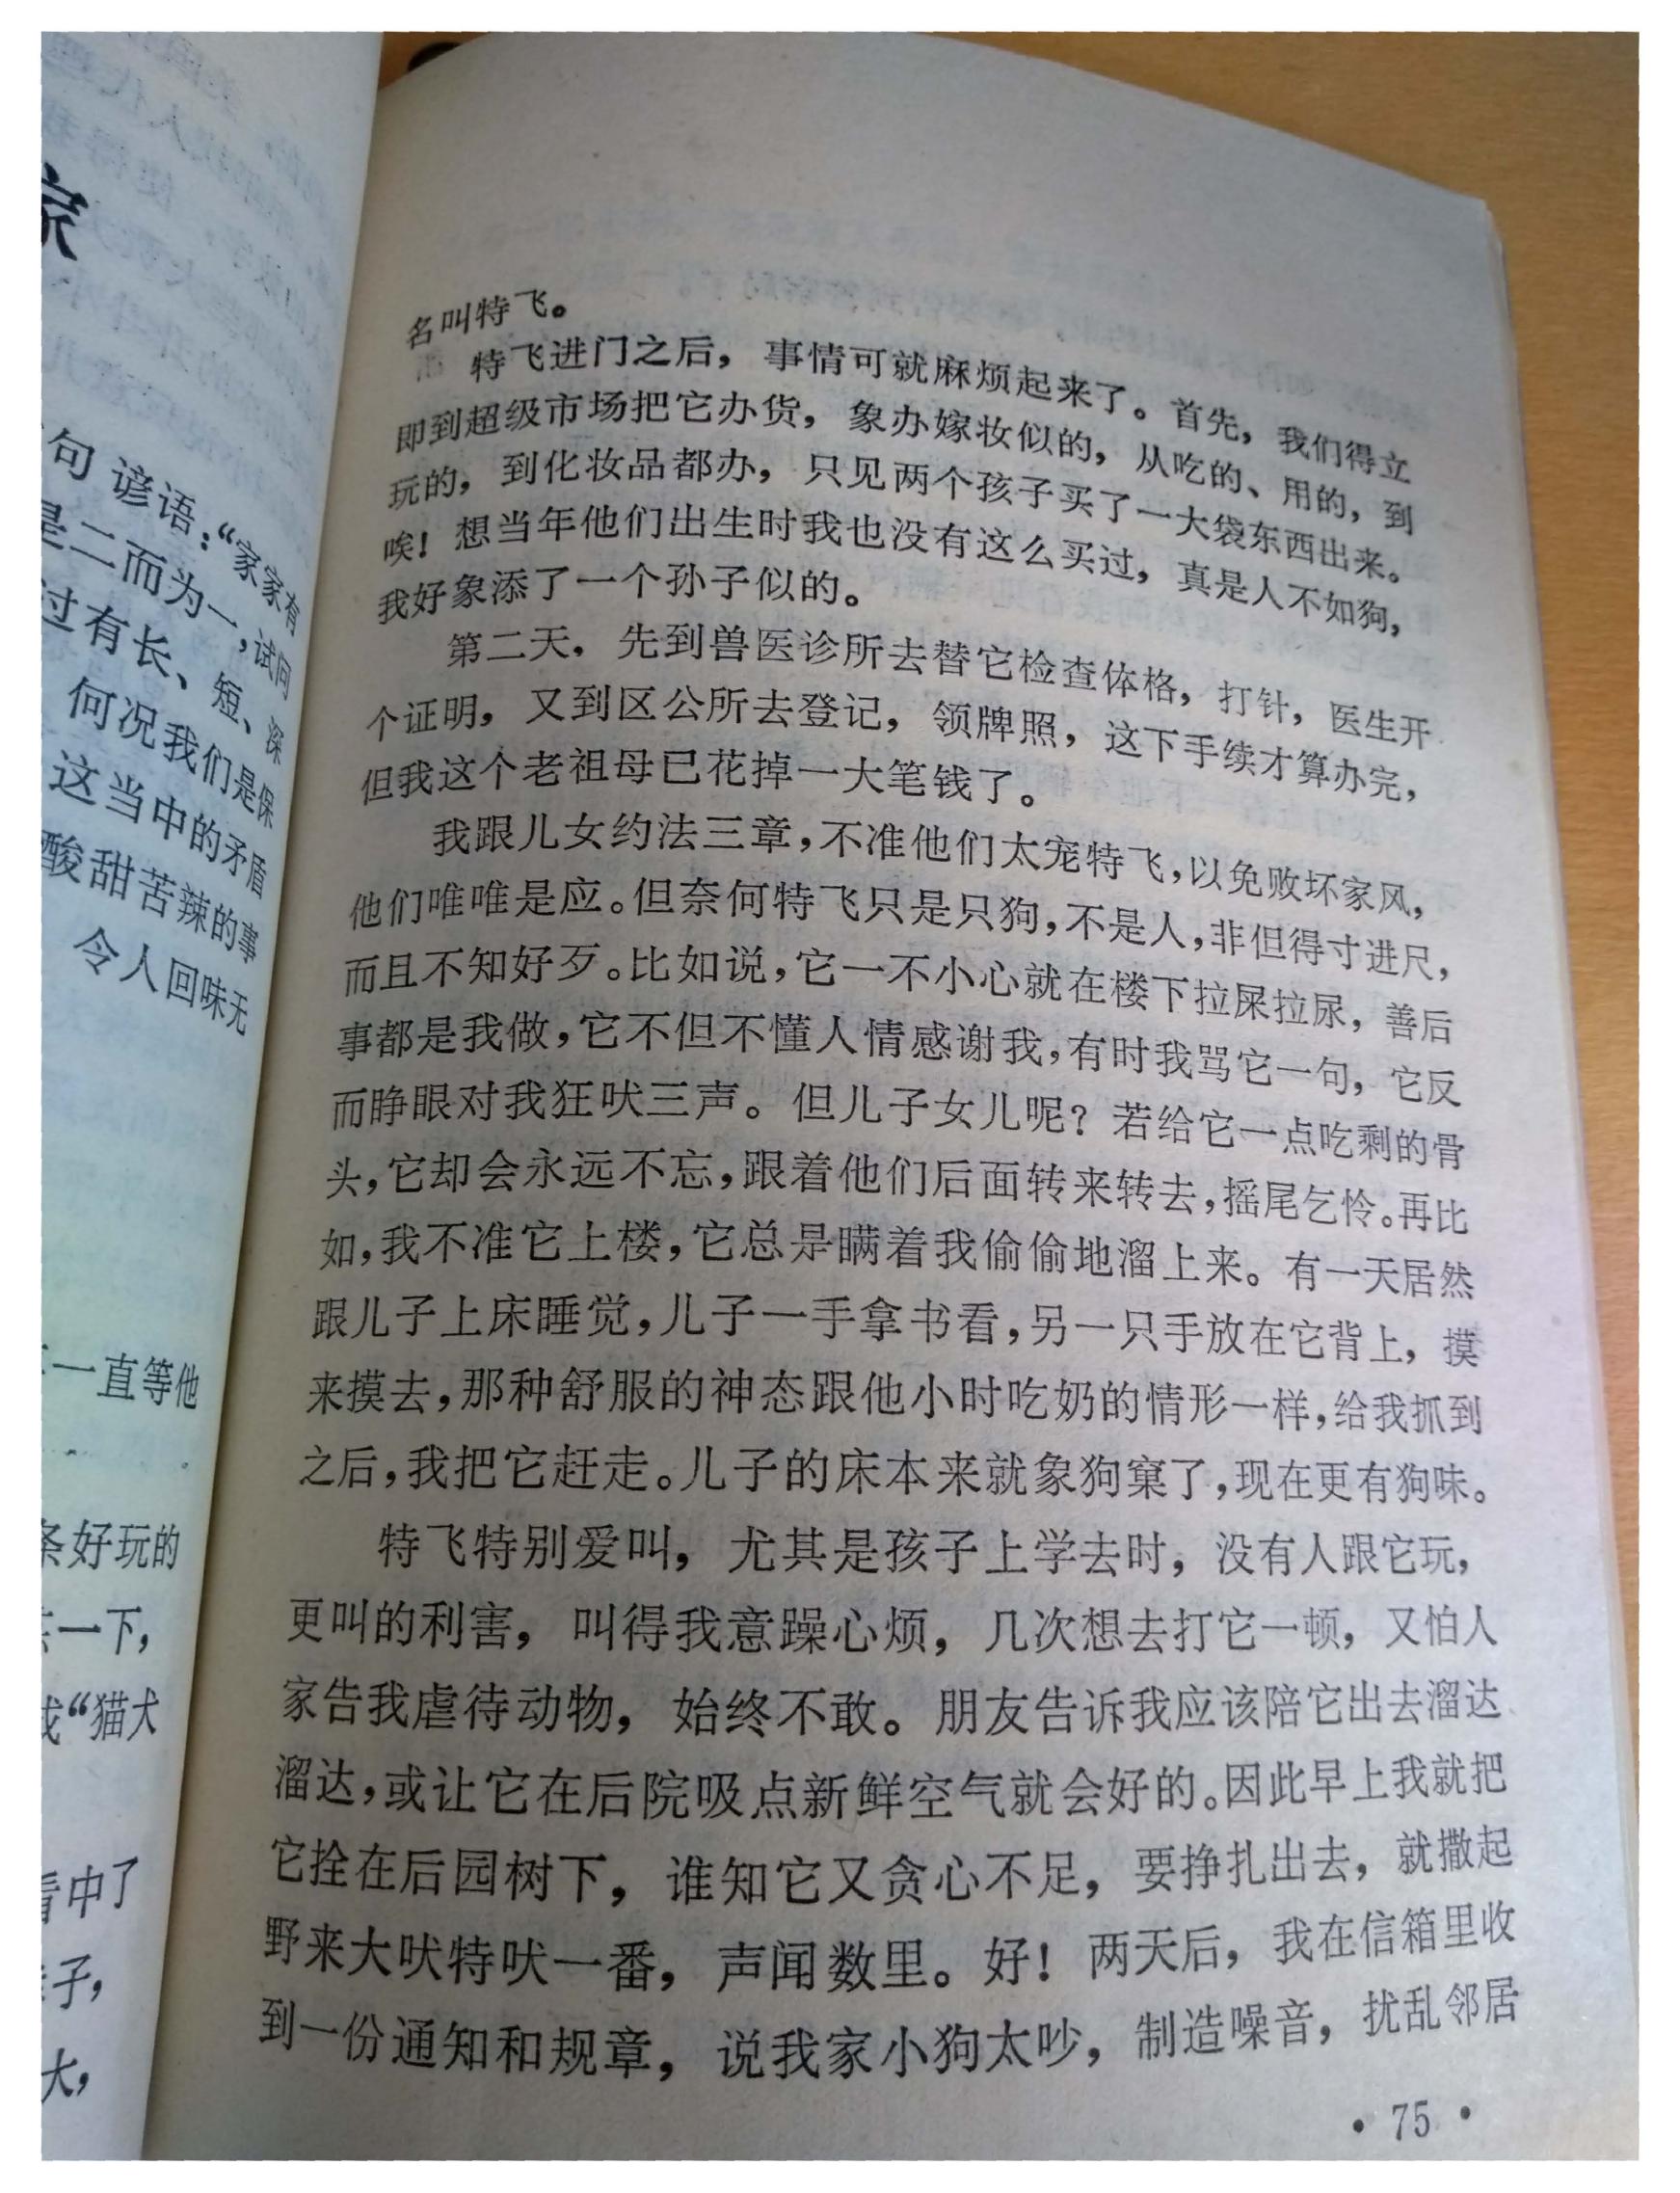 家
句谚语：“家家有
是二而为一，试问
过有长、短、深
何况我们是保
这当中的矛盾
酸甜苦辣的事
令人回味无
一直等他
条好玩的
一下，
“猫犬
看中了
子，
大，
名叫特飞。
特飞进门之后，事情可就麻烦起来了。首先，我们得立
即到超级市场把它办货，象办嫁妆似的，从吃的、用的，到
玩的，到化妆品都办，只见两个孩子买了一大袋东西出来。
唉！想当年他们出生时我也没有这么买过，真是人不如狗，
我好象添了一个孙子似的。
第二天．先到兽医诊所去替它检查体格，打针，医生开
个证明，又到区公所去登记，领牌照，这下手续才算办完，
但我这个老祖母已花掉一大笔钱了。
我跟儿女约法三章，不准他们太宠特飞，以免败坏家风，
他们唯唯是应。但奈何特飞只是只狗，不是人，非但得寸进尺，
而且不知好歹。比如说，它一不小心就在楼下拉屎拉尿，善后
事都是我做，它不但不懂人情感谢我，有时我骂它一句，它反
而睁眼对我狂吠三声。但儿子女儿呢？若给它一点吃剩的骨
头，它却会永远不忘，跟着他们后面转来转去，摇尾乞怜。再比
如，我不准它上楼，它总是瞒着我偷偷地溜上来。有一天居然
跟儿子上床睡觉，儿子一手拿书看，另一只手放在它背上，摸
来摸去，那种舒服的神态跟他小时吃奶的情形一样，给我抓到
之后，我把它赶走。儿子的床本来就象狗窠了，现在更有狗味。
特飞特别爱叫，尤其是孩子上学去时，没有人跟它玩，
更叫的利害，叫得我意躁心烦，几次想去打它一顿，又怕人
家告我虐待动物，始终不敢。朋友告诉我应该陪它出去溜达
溜达，或让它在后院吸点新鲜空气就会好的。因此早上我就把
它拴在后园树下，谁知它又贪心不足，要挣扎出去，就撒起
野来大吠特吠一番，声闻数里。好！两天后，我在信箱里收
到一份通知和规章，说我家小狗太吵，制造噪音，扰乱邻居
• 75 •